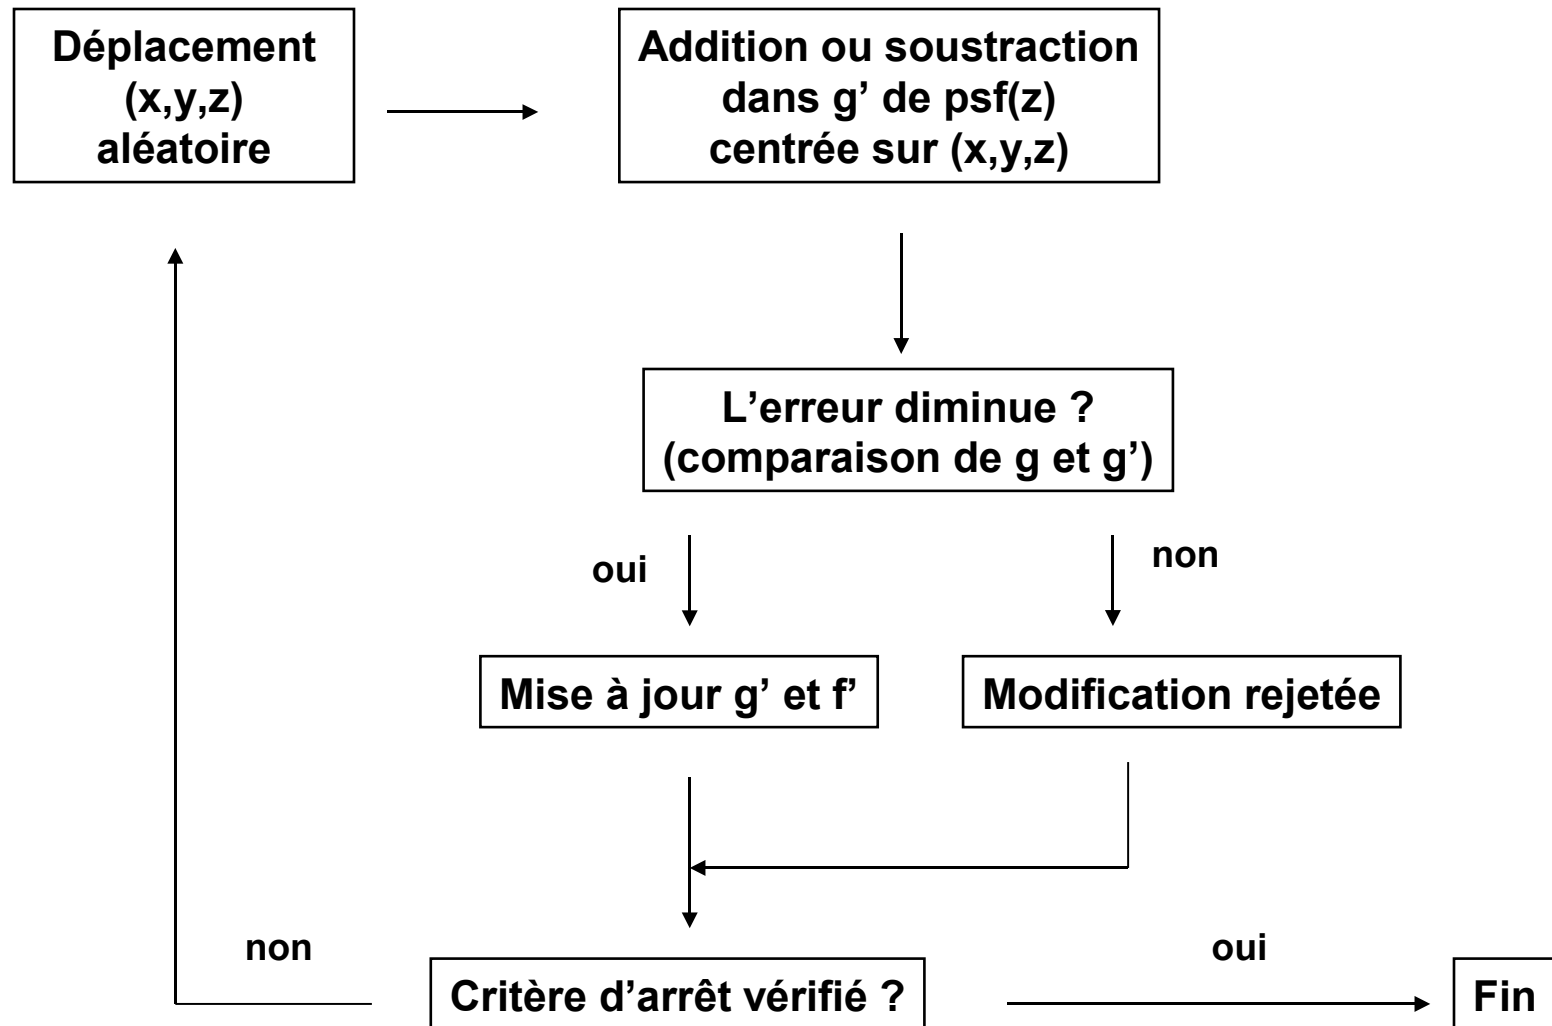 Déplacement
(x,y,z)
aléatoire
Addition ou soustraction
dans g’ de psf(z)
centrée sur (x,y,z)
L’erreur diminue ?
(comparaison de g et g’)
oui
non
Mise à jour g’ et f’
Modification rejetée
non
oui
Critère d’arrêt vérifié ?
Fin